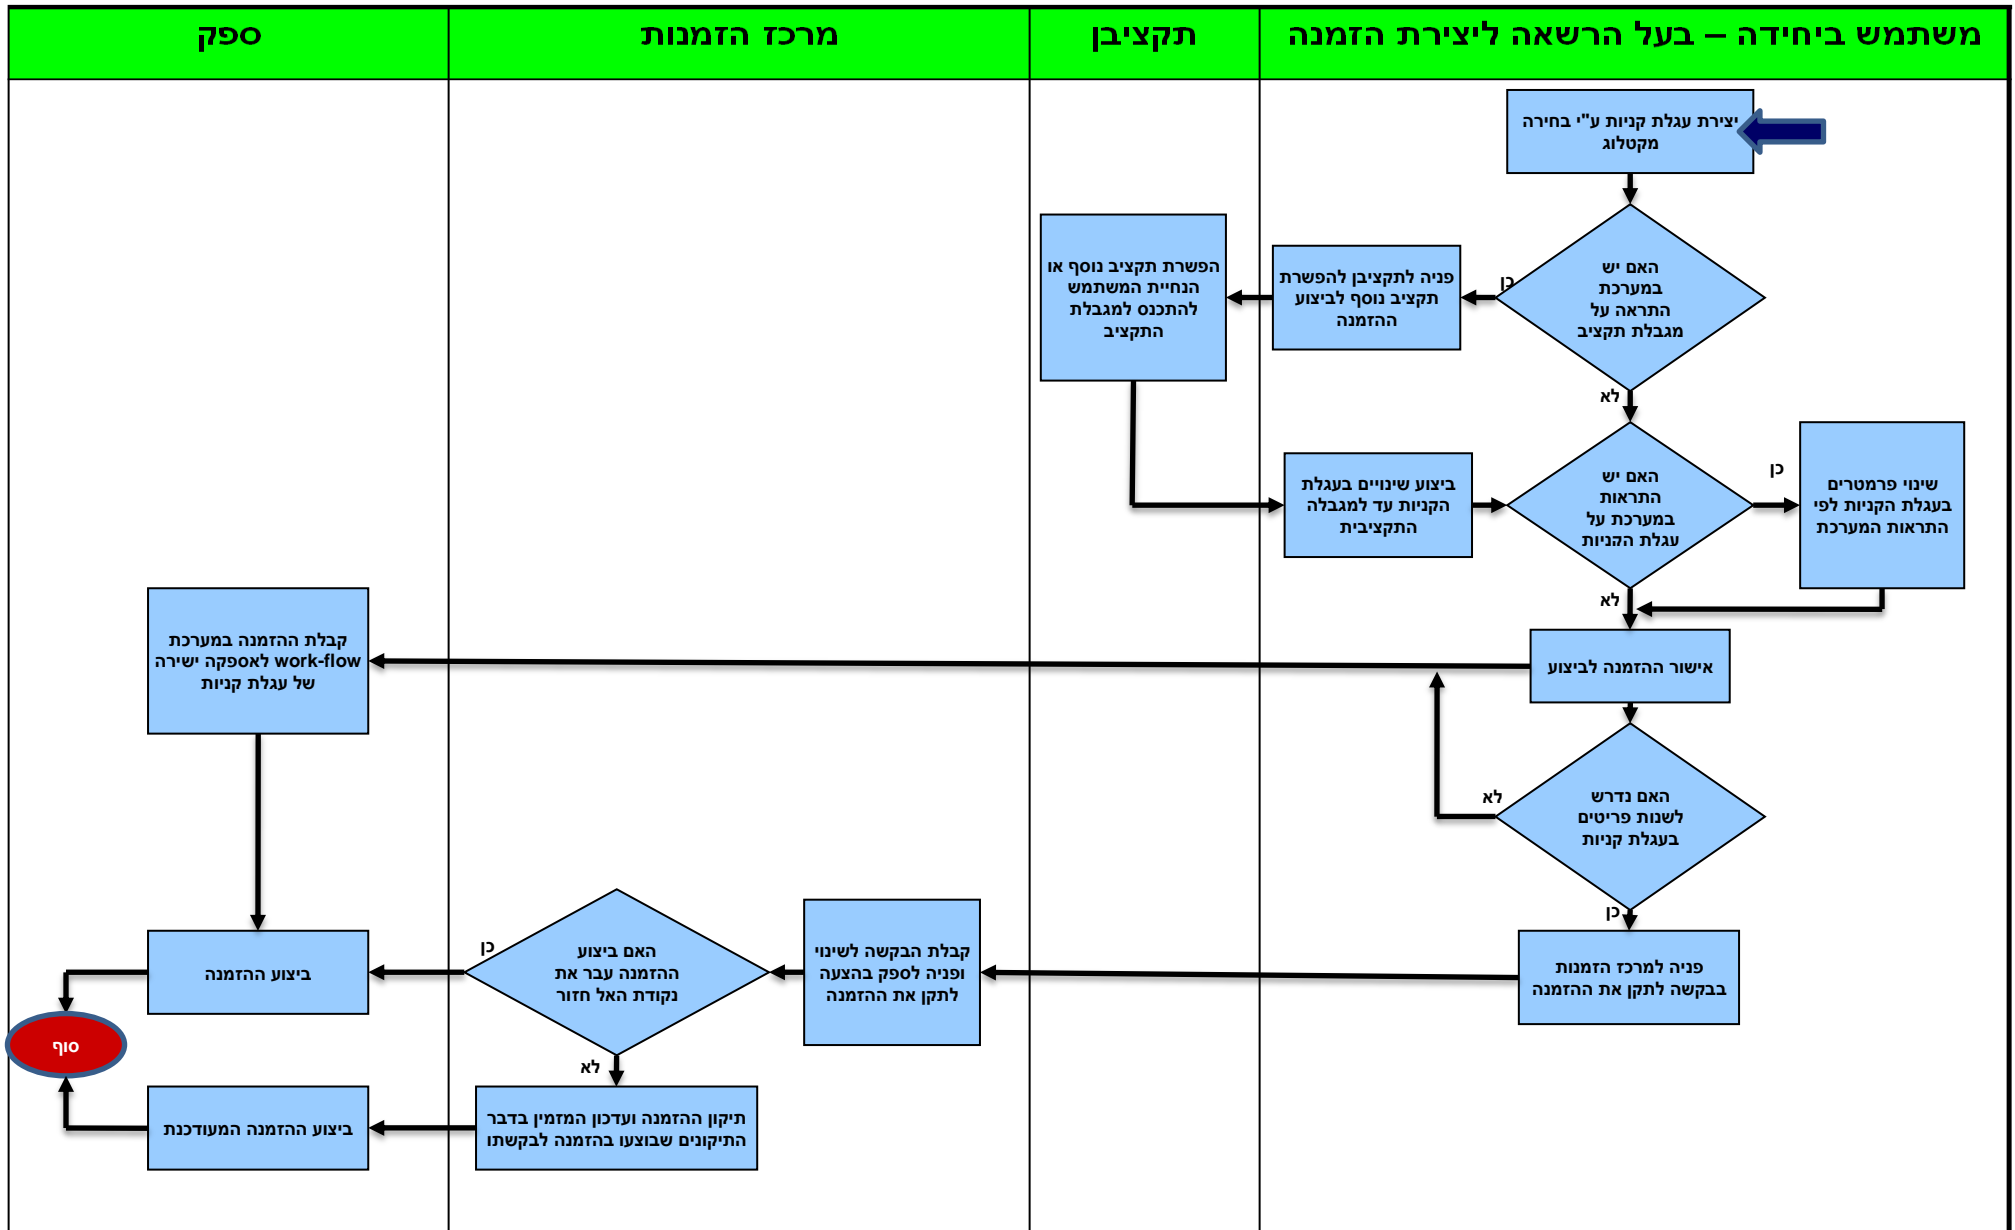 משתמש ביחידה – בעל הרשאה ליצירת הזמנה
תקציבן
מרכז הזמנות
ספק
יצירת עגלת קניות ע"י בחירה
מקטלוג
האם יש
במערכת
התראה על
מגבלת תקציב
כן
פניה לתקציבן להפשרת
תקציב נוסף לביצוע
ההזמנה
הפשרת תקציב נוסף או
הנחיית המשתמש
להתכנס למגבלת
התקציב
לא
האם יש
התראות
במערכת על
עגלת הקניות
כן
שינוי פרמטרים
בעגלת הקניות לפי
התראות המערכת
ביצוע שינויים בעגלת
הקניות עד למגבלה
התקציבית
לא
אישור ההזמנה לביצוע
קבלת ההזמנה במערכת
work-flow לאספקה ישירה
של עגלת קניות
האם נדרש
לשנות פריטים
בעגלת קניות
לא
כן
פניה למרכז הזמנות
בבקשה לתקן את ההזמנה
קבלת הבקשה לשינוי
ופניה לספק בהצעה
לתקן את ההזמנה
האם ביצוע
ההזמנה עבר את
נקודת האל חזור
כן
ביצוע ההזמנה
סוף
לא
תיקון ההזמנה ועדכון המזמין בדבר
התיקונים שבוצעו בהזמנה לבקשתו
ביצוע ההזמנה המעודכנת